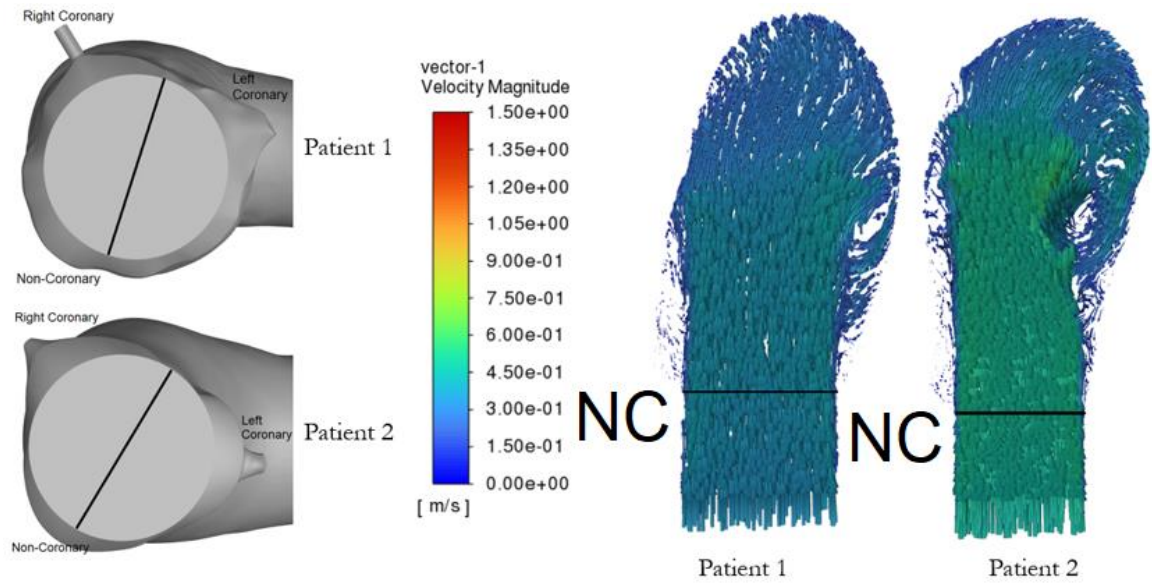 Right Coronary
Left
Coronary
Patient 1
Non-Coronary
Right Coronary
Left
Coronary
Patient 2
Non-Coronary
vector-1
Velocity Magnitude
1.50e+00
1.35e+00
1.20e+00
1.05e+00
9.00e-01
7.50e-01
6.00e-01
4.50e-01
3.00e-01
1.50e-01
0.00e+00
[ m/s ]
NC
NC
Patient 1
Patient 2